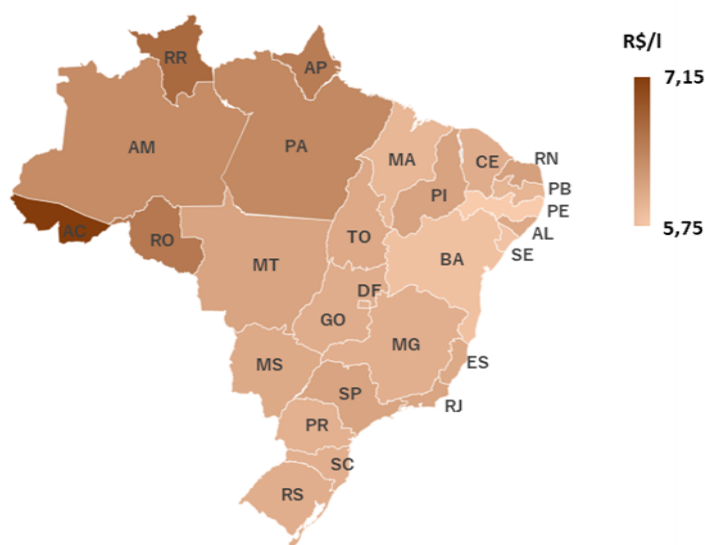 RR
AP
R$/l
7,15
AM
PA
MA
CE
RN
PI
PB
PE
AL
SE
5,75
AC
RO
TO
BA
MT
DF
GO
MG
ES
MS
SP
RJ
PR
SC
RS